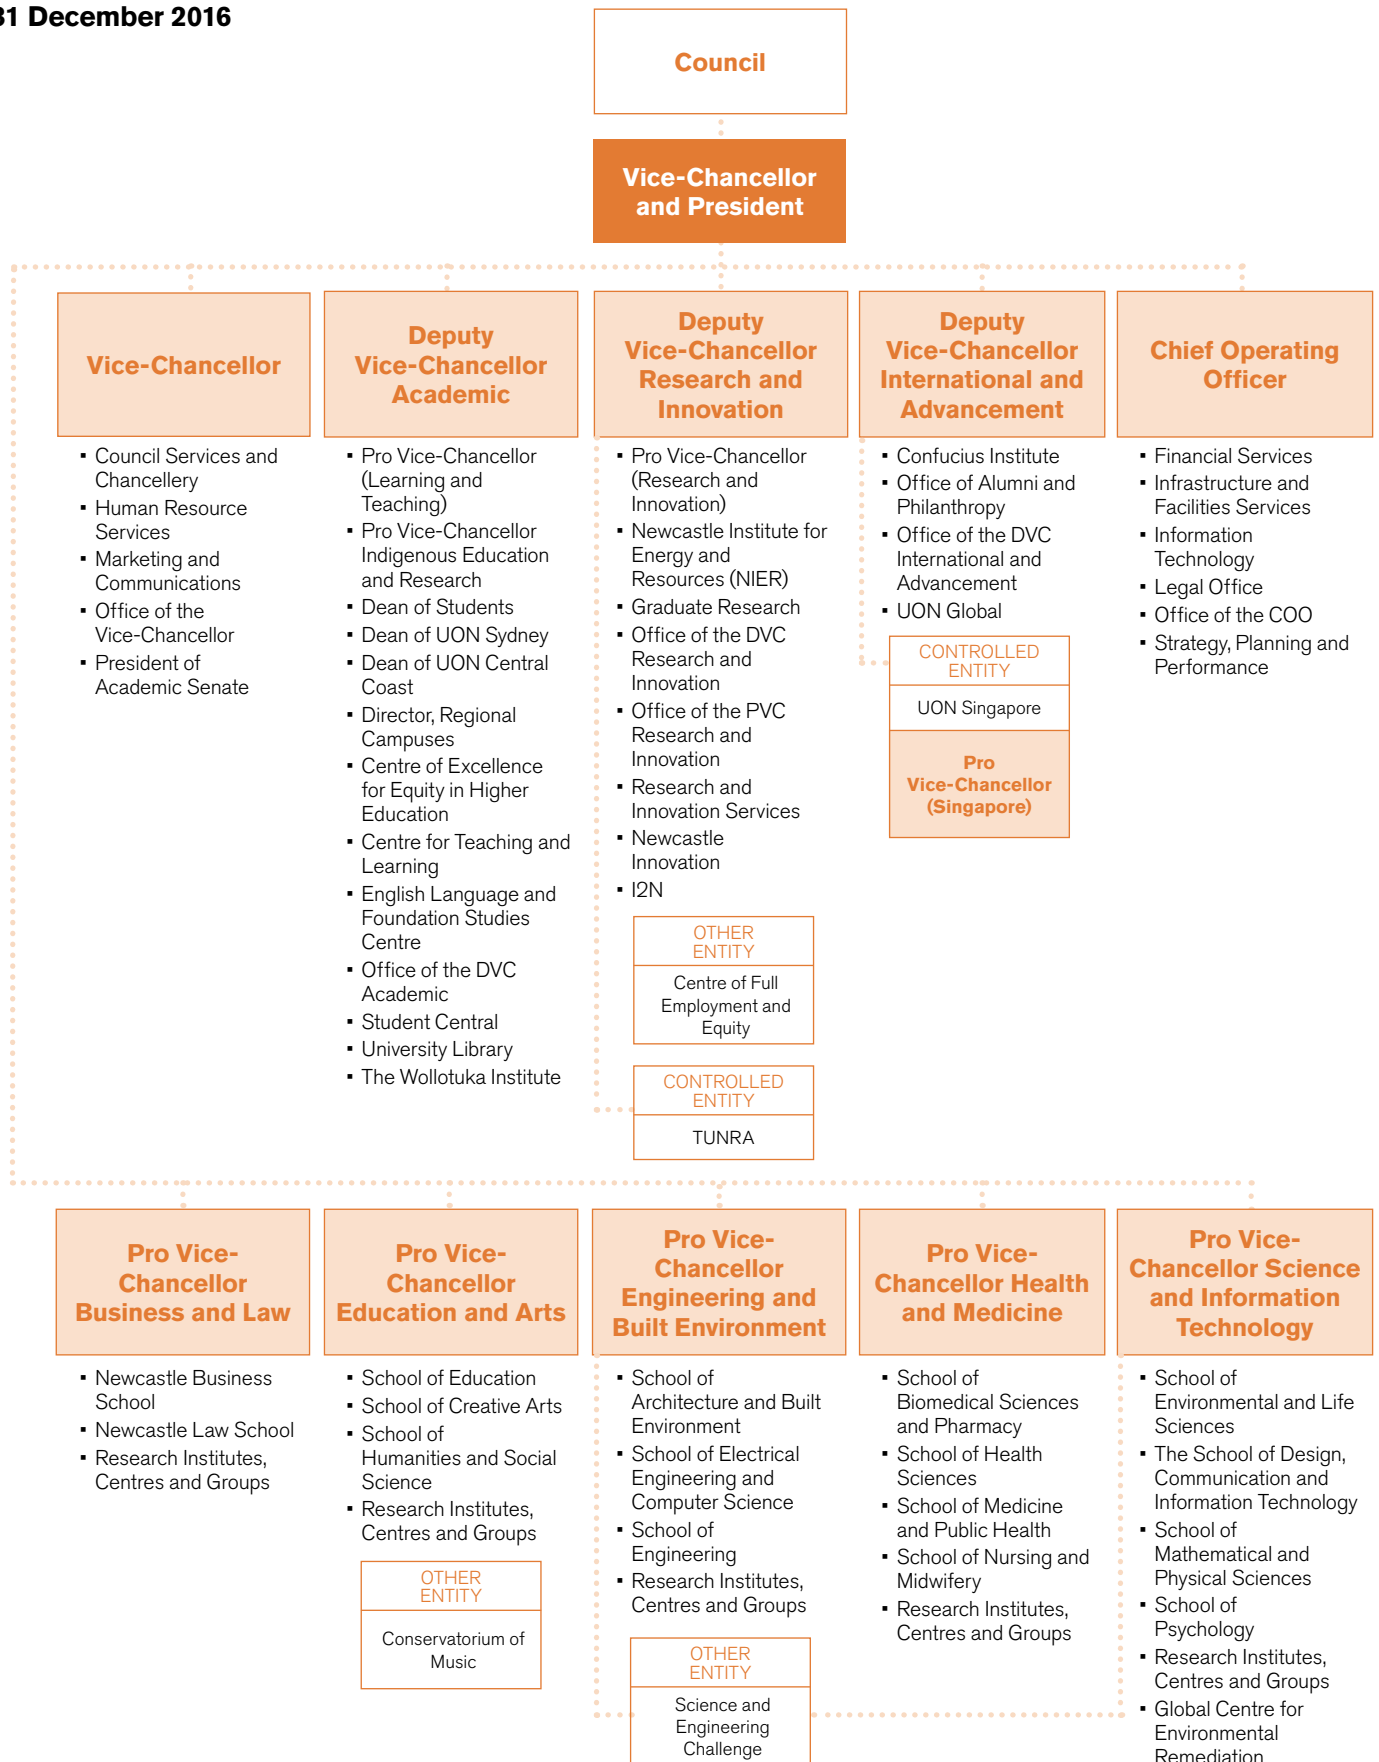 31 December 2016
Council
Vice-Chancellor
and President
Vice-Chancellor
▪ Council Services and
Chancellery
▪ Human Resource
Services
▪ Marketing and
Communications
▪ Office of the
Vice-Chancellor
▪ President of
Academic Senate
Deputy
Vice-Chancellor
Academic
▪ Pro Vice-Chancellor
(Learning and
Teaching)
▪ Pro Vice-Chancellor
Indigenous Education
and Research
▪ Dean of Students
▪ Dean of UON Sydney
▪ Dean of UON Central
Coast
▪ Director, Regional
Campuses
▪ Centre of Excellence
for Equity in Higher
Education
▪ Centre for Teaching and
Learning
▪ English Language and
Foundation Studies
Centre
▪ Office of the DVC
Academic
▪ Student Central
▪ University Library
▪ The Wollotuka Institute
Deputy
Vice-Chancellor
Research and
Innovation
▪ Pro Vice-Chancellor
(Research and
Innovation)
▪ Newcastle Institute for
Energy and
Resources (NIER)
▪ Graduate Research
▪ Office of the DVC
Research and
Innovation
▪ Office of the PVC
Research and
Innovation
▪ Research and
Innovation Services
▪ Newcastle
Innovation
▪ I2N
OTHER
ENTITY
Centre of Full
Employment and
Equity
CONTROLLED
ENTITY
TUNRA
Deputy
Vice-Chancellor
International and
Advancement
▪ Confucius Institute
▪ Office of Alumni and
Philanthropy
▪ Office of the DVC
International and
Advancement
▪ UON Global
CONTROLLED
ENTITY
UON Singapore
Pro
Vice-Chancellor
(Singapore)
Chief Operating
Officer
▪ Financial Services
▪ Infrastructure and
Facilities Services
▪ Information
Technology
▪ Legal Office
▪ Office of the COO
▪ Strategy, Planning and
Performance
Pro Vice-
Chancellor
Business and Law
▪ Newcastle Business
School
▪ Newcastle Law School
▪ Research Institutes,
Centres and Groups
Pro Vice-
Chancellor
Education and Arts
▪ School of Education
▪ School of Creative Arts
▪ School of
Humanities and Social
Science
▪ Research Institutes,
Centres and Groups
OTHER
ENTITY
Conservatorium of
Music
Pro Vice-
Chancellor
Engineering and
Built Environment
▪ School of
Architecture and Built
Environment
▪ School of Electrical
Engineering and
Computer Science
▪ School of
Engineering
▪ Research Institutes,
Centres and Groups
OTHER
ENTITY
Science and
Engineering
Challenge
Pro Vice-
Chancellor Health
and Medicine
▪ School of
Biomedical Sciences
and Pharmacy
▪ School of Health
Sciences
▪ School of Medicine
and Public Health
▪ School of Nursing and
Midwifery
▪ Research Institutes,
Centres and Groups
Pro Vice-
Chancellor Science
and Information
Technology
▪ School of
Environmental and Life
Sciences
▪ The School of Design,
Communication and
Information Technology
▪ School of
Mathematical and
Physical Sciences
▪ School of
Psychology
▪ Research Institutes,
Centres and Groups
▪ Global Centre for
Environmental
Remediation